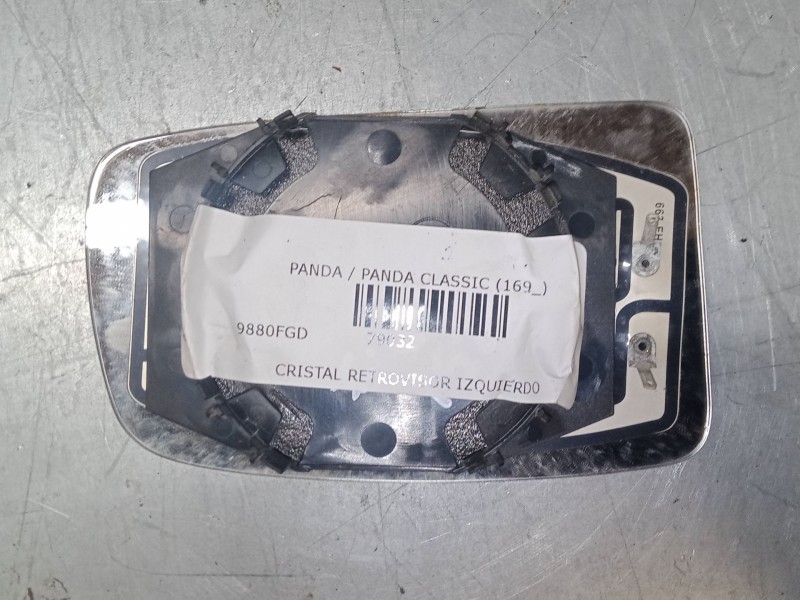 PANDA / PANDA CLASSIC (169_)
9880FGD 79032
CRISTAL RETROVISOR IZQUIERDO